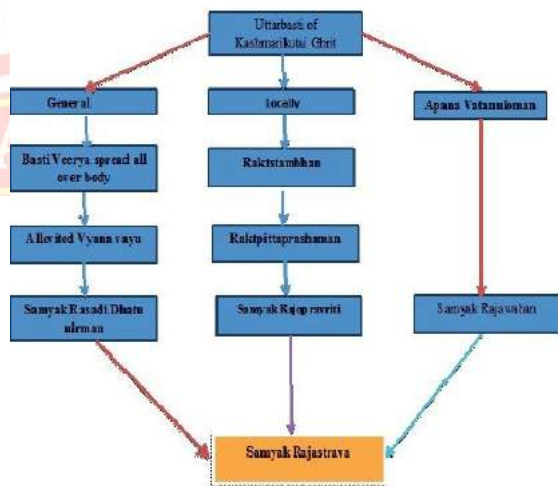 Uttarbasti of
Kashmarikutaj Ghrit
General
Locally
Apana Vatanuloman
Basti Veerya spread all
over body
Raktstambhan
Allevited Vyana vayu
Raktpittaprashaman
Samyak Rasadi Dhatu
nirman
Samyak Rajopravriti
Samyak Rajawahan
Samyak Rajastrava